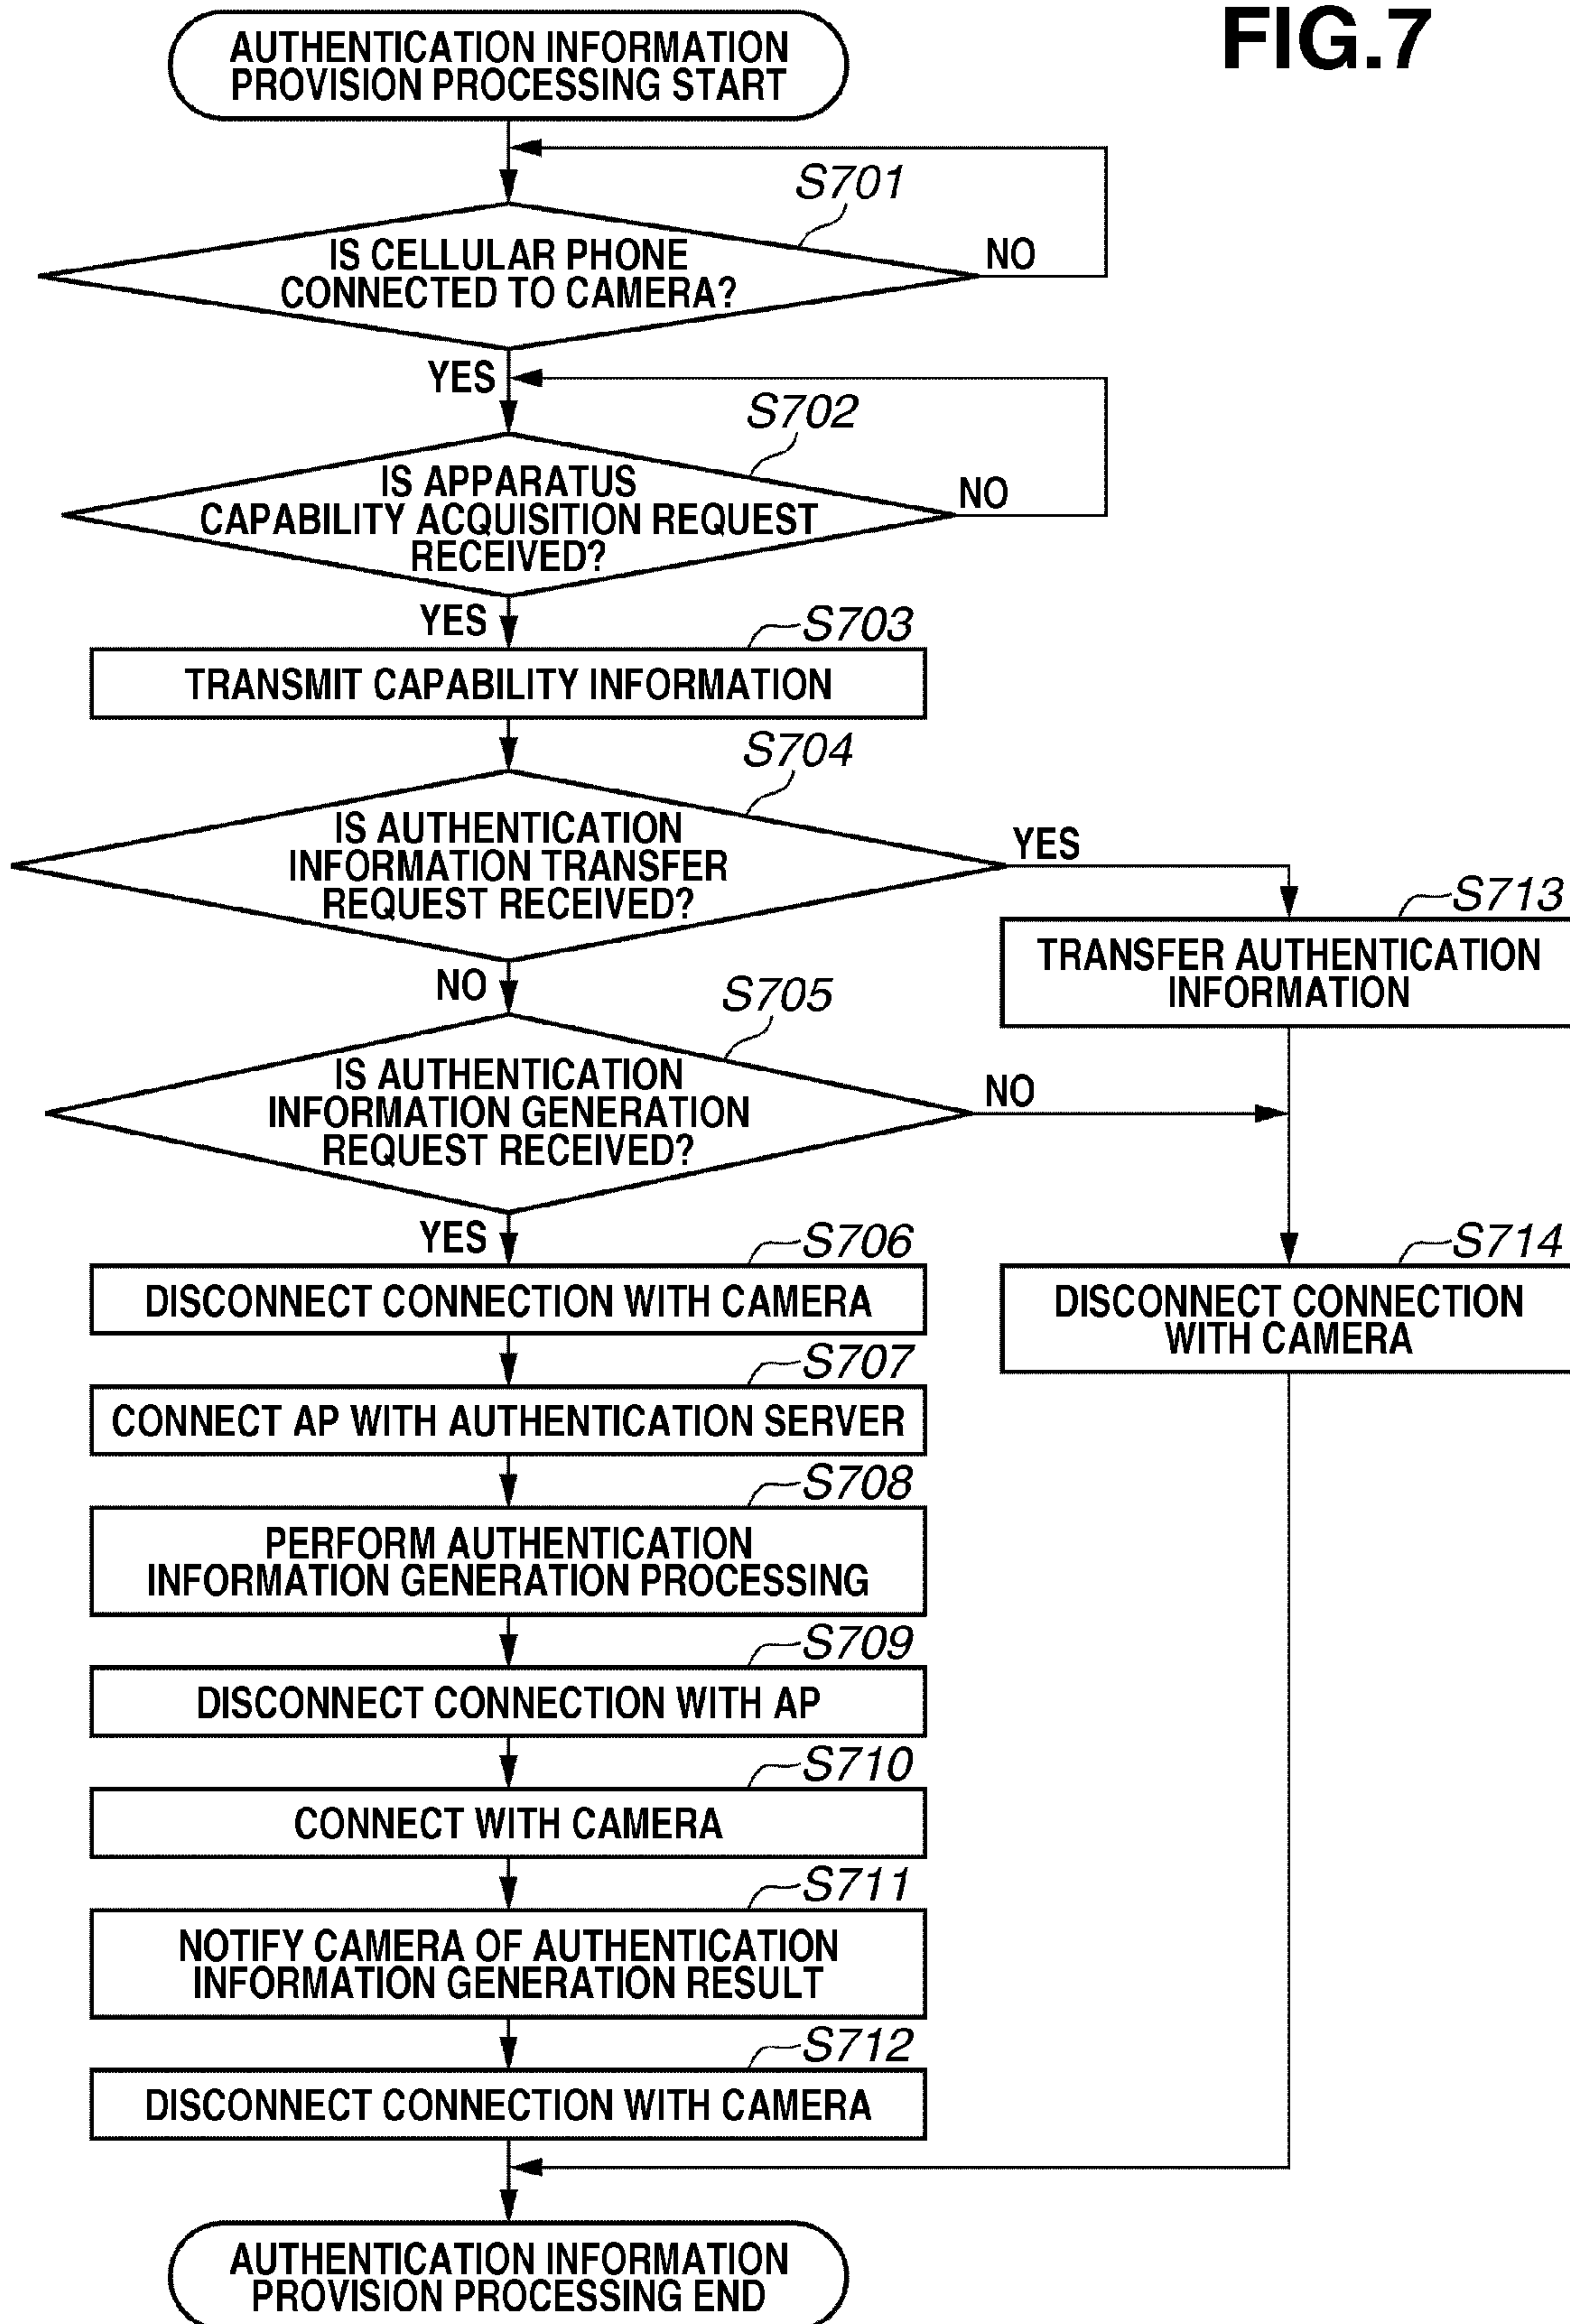 FIG.7
AUTHENTICATION INFORMATION
PROVISION PROCESSING START
S701
IS CELLULAR PHONE
CONNECTED TO CAMERA?
NO
YES
S702
IS APPARATUS
CAPABILITY ACQUISITION REQUEST
RECEIVED?
NO
YES
S703
TRANSMIT CAPABILITY INFORMATION
S704
IS AUTHENTICATION
INFORMATION TRANSFER
REQUEST RECEIVED?
YES
S713
TRANSFER AUTHENTICATION
INFORMATION
NO
S705
IS AUTHENTICATION
INFORMATION GENERATION
REQUEST RECEIVED?
NO
YES
S706
DISCONNECT CONNECTION WITH CAMERA
S714
DISCONNECT CONNECTION
WITH CAMERA
S707
CONNECT AP WITH AUTHENTICATION SERVER
S708
PERFORM AUTHENTICATION
INFORMATION GENERATION PROCESSING
S709
DISCONNECT CONNECTION WITH AP
S710
CONNECT WITH CAMERA
S711
NOTIFY CAMERA OF AUTHENTICATION
INFORMATION GENERATION RESULT
S712
DISCONNECT CONNECTION WITH CAMERA
AUTHENTICATION INFORMATION
PROVISION PROCESSING END